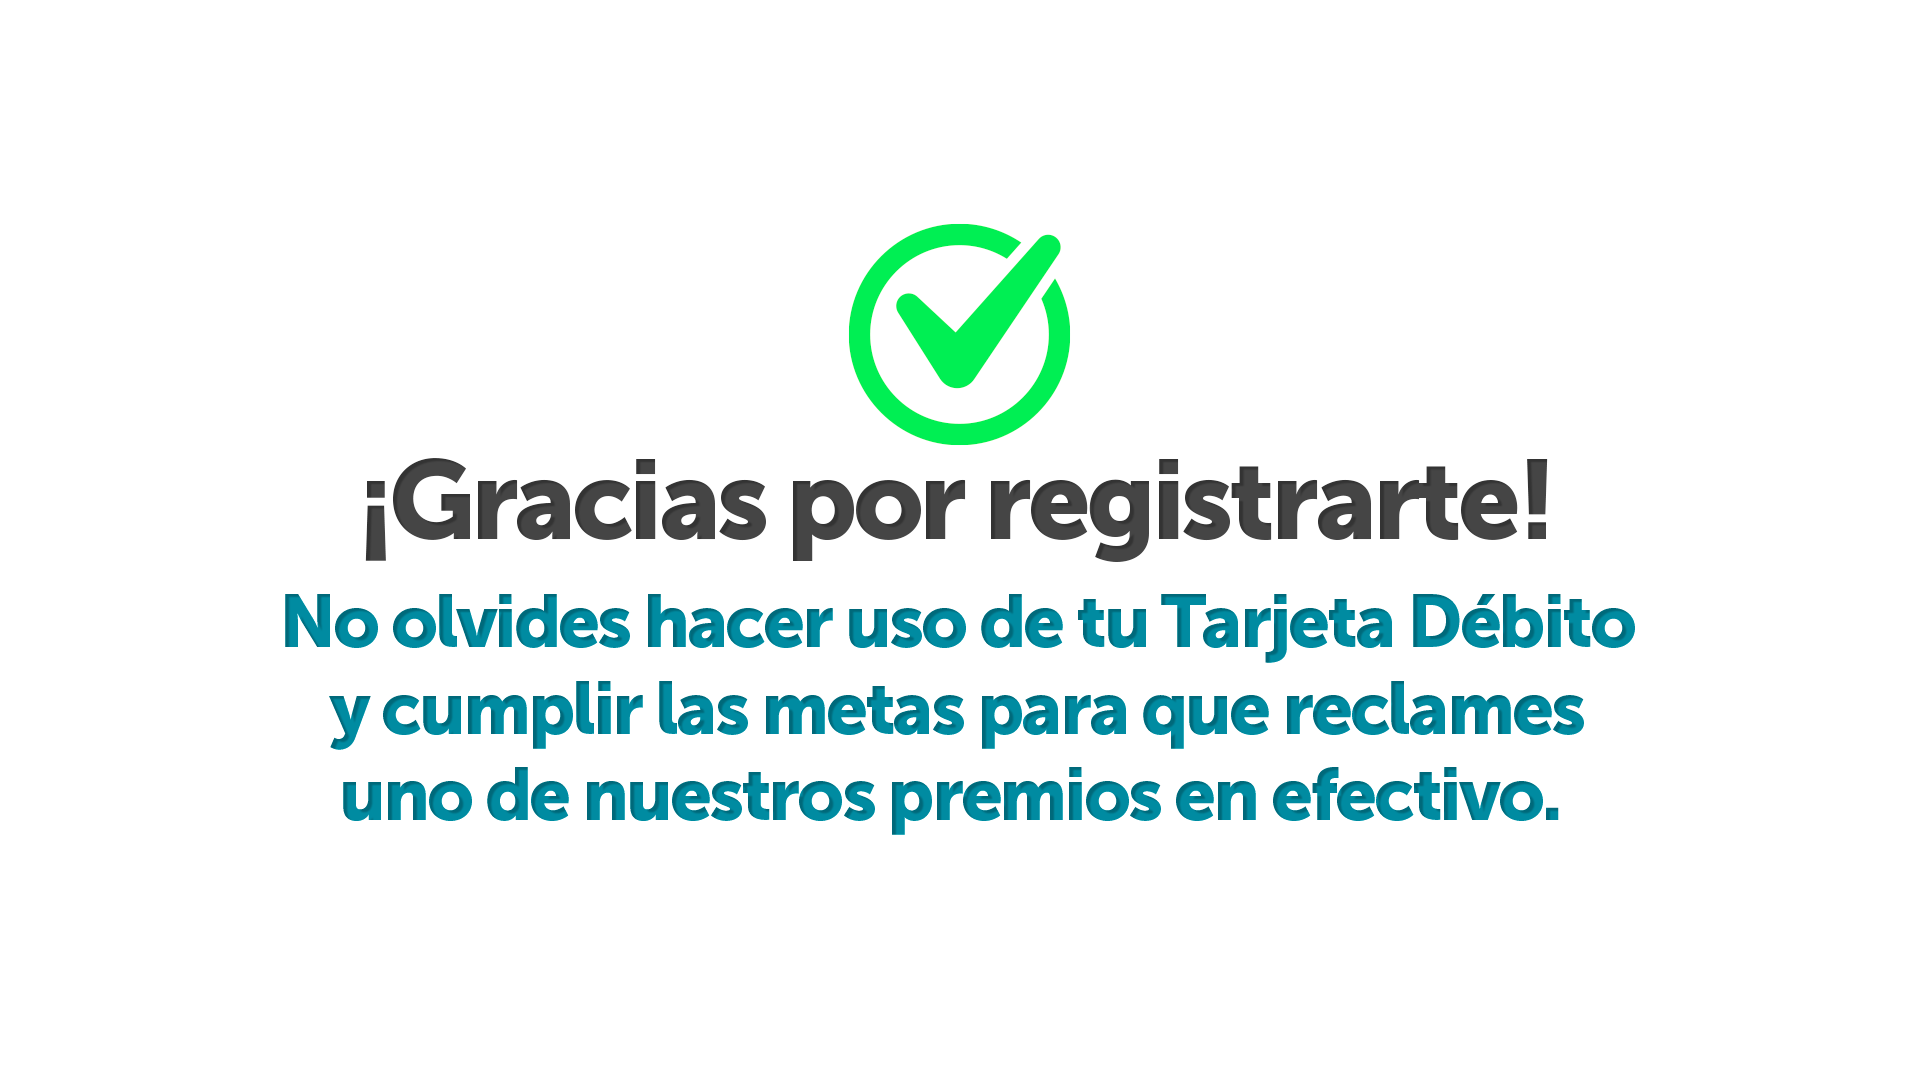 ¡Gracias por registrarte!
No olvides hacer uso de tu Tarjeta Débito
y cumplir las metas para que reclames
uno de nuestros premios en efectivo.